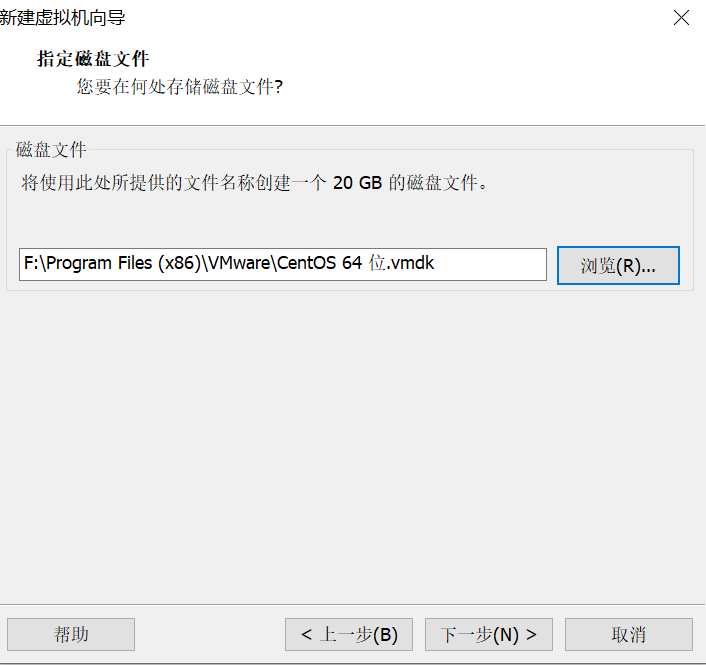 新建虚拟机向导
指定磁盘文件
您要在何处存储磁盘文件?
磁盘文件
将使用此处所提供的文件名称创建一个 20 GB 的磁盘文件。
F:\Program Files (x86)\VMware\CentOS 64 位.vmdk
浏览(R)...
帮助
< 上一步(B)
下一步(N) >
取消